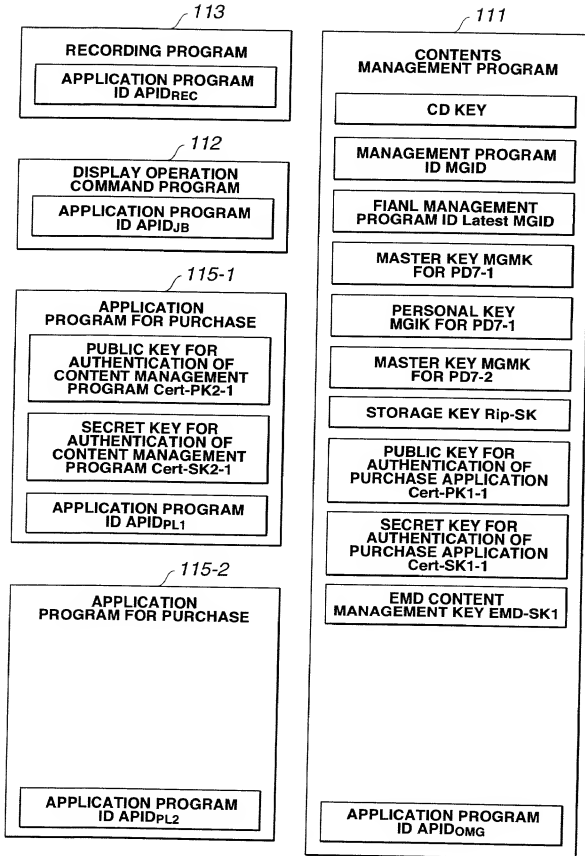 113
RECORDING PROGRAM
APPLICATION PROGRAM
ID APIDREC
112
DISPLAY OPERATION
COMMAND PROGRAM
APPLICATION PROGRAM
ID APIDJB
115-1
APPLICATION
PROGRAM FOR PURCHASE
PUBLIC KEY FOR
AUTHENTICATION OF
CONTENT MANAGEMENT
PROGRAM Cert-PK2-1
SECRET KEY FOR
AUTHENTICATION OF
CONTENT MANAGEMENT
PROGRAM Cert-SK2-1
APPLICATION PROGRAM
ID APIDPL1
115-2
APPLICATION
PROGRAM FOR PURCHASE
APPLICATION PROGRAM
ID APIDPL2
111
CONTENTS
MANAGEMENT PROGRAM
CD KEY
MANAGEMENT PROGRAM
ID MGID
FIANL MANAGEMENT
PROGRAM ID Latest MGID
MASTER KEY MGMK
FOR PD7-1
PERSONAL KEY
MGIK FOR PD7-1
MASTER KEY MGMK
FOR PD7-2
STORAGE KEY Rip-SK
PUBLIC KEY FOR
AUTHENTICATION OF
PURCHASE APPLICATION
Cert-PK1-1
SECRET KEY FOR
AUTHENTICATION OF
PURCHASE APPLICATION
Cert-SK1-1
EMD CONTENT
MANAGEMENT KEY EMD-SK1
APPLICATION PROGRAM
ID APIDOMG